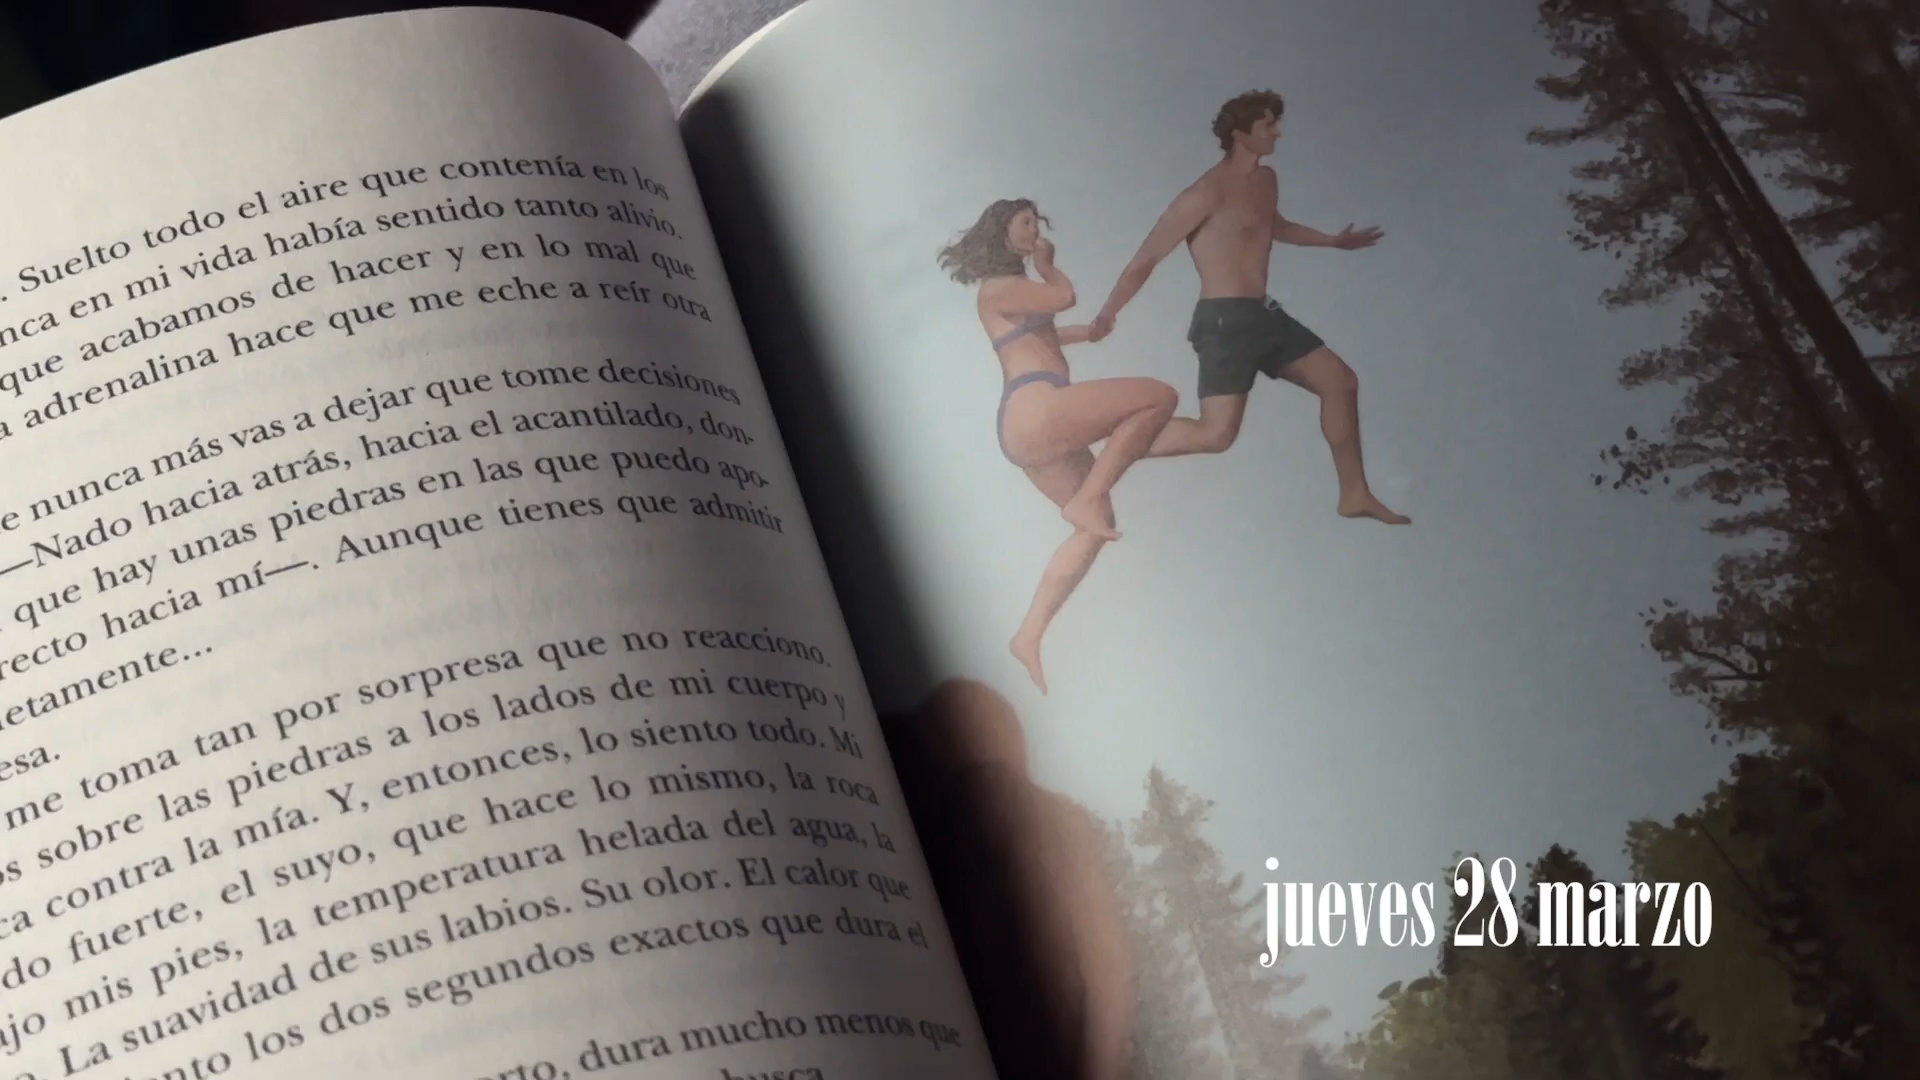 . Suelto todo el aire que contenía en los
nca en mi vida había sentido tanto alivio.
que acabamos de hacer y en lo mal que
a adrenalina hace que me eche a reír otra
e nunca más vas a dejar que tome decisiones
—Nado hacia atrás, hacia el acantilado, don-
que hay unas piedras en las que puedo apo-
recto hacia mí—. Aunque tienes que admitir
letamente...
esa.
me toma tan por sorpresa que no reacciono.
os sobre las piedras a los lados de mi cuerpo y
ca contra la mía. Y, entonces, lo siento todo. Mi
do fuerte, el suyo, que hace lo mismo, la roca
ajo mis pies, la temperatura helada del agua, la
o. La suavidad de sus labios. Su olor. El calor que
ento los dos segundos exactos que dura el
erto, dura mucho menos que
busca
jueves 28 marzo